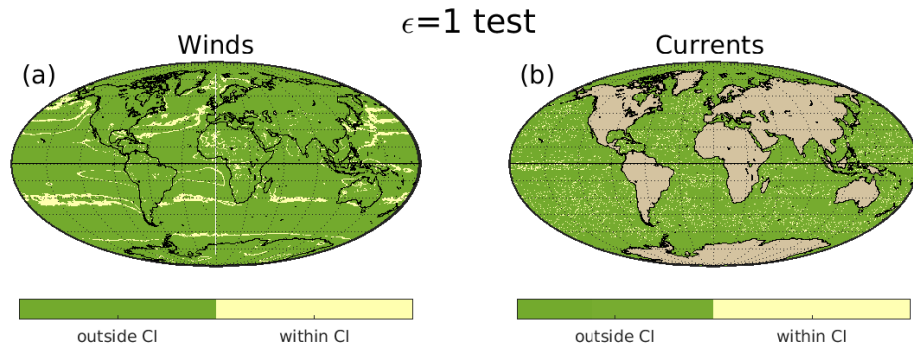 ϵ=1 test
Winds
Currents
(a)
(b)
outside CI
within CI
outside CI
within CI